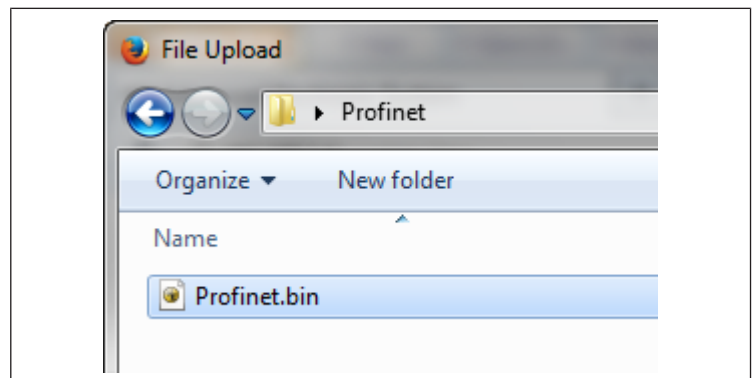 File Upload
Profinet
Organize New folder
Name
Profinet.bin